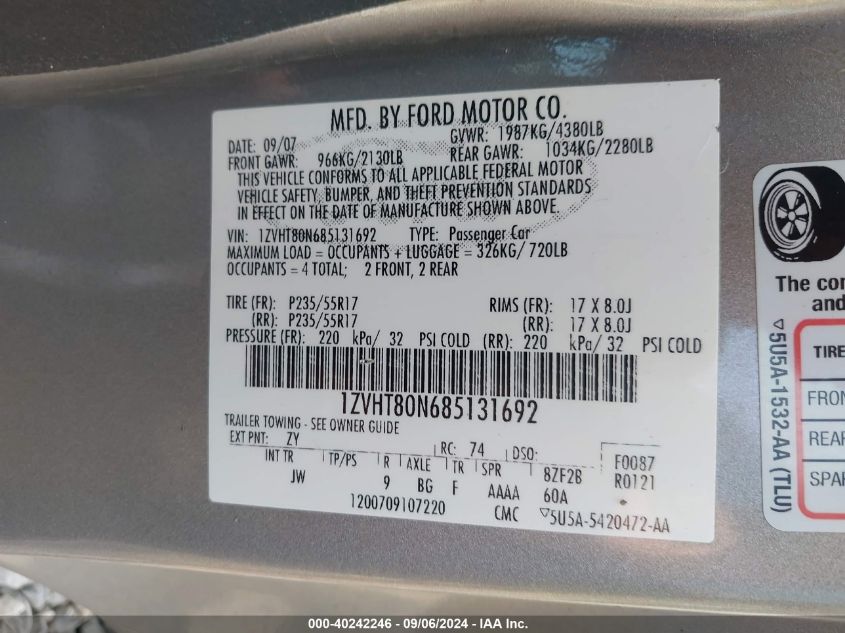 MFD. BY FORD MOTOR CO.
DATE: 09/07 GVWR: 1987KG/4380LB
FRONT GAWR: 966KG/2130LB REAR GAWR: 1034KG/2280LB
THIS VEHICLE CONFORMS TO ALL APPLICABLE FEDERAL MOTOR
VEHICLE SAFETY, BUMPER, AND THEFT PREVENTION STANDARDS
IN EFFECT ON THE DATE OF MANUFACTURE SHOWN ABOVE.
VIN: 1ZVHT80N685131692 TYPE: Passenger Car
MAXIMUM LOAD = OCCUPANTS + LUGGAGE = 326KG/ 720LB
OCCUPANTS = 4 TOTAL; 2 FRONT, 2 REAR
TIRE (FR): P235/55R17 RIMS (FR): 17 X 8.0J
(RR): P235/55R17 (RR): 17 X 8.0J
PRESSURE (FR): 220 kPa/ 32 PSI COLD (RR): 220 kPa/ 32 PSI COLD
1ZVHT80N685131692
TRAILER TOWING - SEE OWNER GUIDE
EXT PNT: ZY RC: 74 DSO: F0087
INT TR TP/PS R AXLE TR SPR 8ZF2B R0121
JW 9 BG F AAAA 60A
1200709107220 CMC ▽5U5A-5420472-AA
The
and
▽5U5A-1532-AA (TLU)
TIRE
FRON
REAR
SPAR
000-40242246 - 09/06/2024 - IAA Inc.